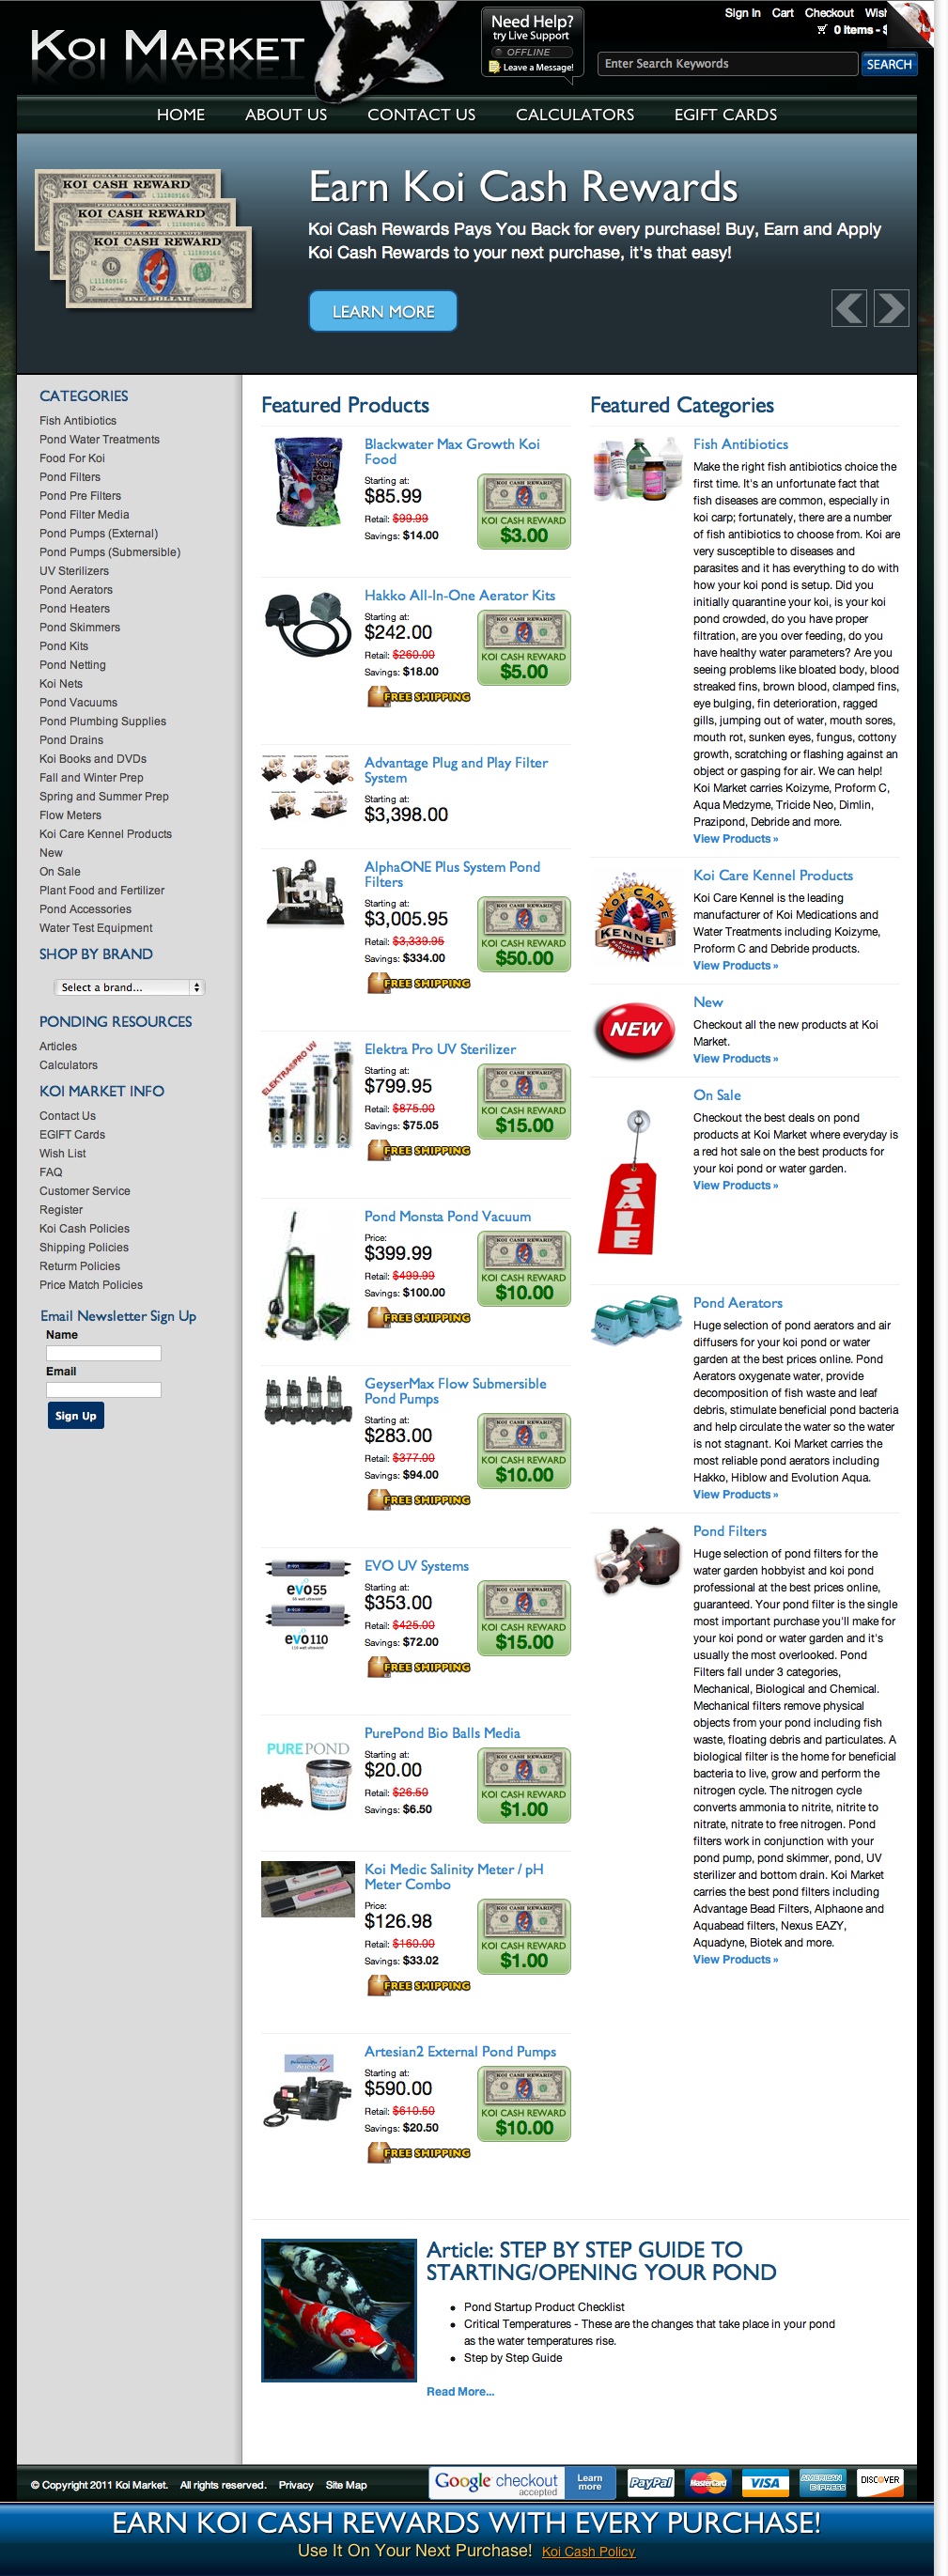 KOI MARKET
Need Help?
try Live Support
OFFLINE
Leave a Message!
Sign In Cart Checkout Wish
0 Items - $
Enter Search Keywords
SEARCH
HOME ABOUT US CONTACT US CALCULATORS EGIFT CARDS
KOI CASH REWARD
KOI CASH REWARD
KOI CASH REWARD
ONE DOLLAR
Earn Koi Cash Rewards
Koi Cash Rewards Pays You Back for every purchase! Buy, Earn and Apply
Koi Cash Rewards to your next purchase, it's that easy!
LEARN MORE
CATEGORIES
Fish Antibiotics
Pond Water Treatments
Food For Koi
Pond Filters
Pond Pre Filters
Pond Filter Media
Pond Pumps (External)
Pond Pumps (Submersible)
UV Sterilizers
Pond Aerators
Pond Heaters
Pond Skimmers
Pond Kits
Pond Netting
Koi Nets
Pond Vacuums
Pond Plumbing Supplies
Pond Drains
Koi Books and DVDs
Fall and Winter Prep
Spring and Summer Prep
Flow Meters
Koi Care Kennel Products
New
On Sale
Plant Food and Fertilizer
Pond Accessories
Water Test Equipment
SHOP BY BRAND
Select a brand...
PONDING RESOURCES
Articles
Calculators
KOI MARKET INFO
Contact Us
EGIFT Cards
Wish List
FAQ
Customer Service
Register
Koi Cash Policies
Shipping Policies
Returm Policies
Price Match Policies
Email Newsletter Sign Up
Name
Email
Sign Up
Featured Products
Blackwater Max Growth Koi
Food
Starting at:
$85.99
Retail: $99.99
Savings: $14.00
KOI CASH REWARD
$3.00
Hakko All-In-One Aerator Kits
Starting at:
$242.00
Retail: $260.00
Savings: $18.00
FREE SHIPPING
KOI CASH REWARD
$5.00
Advantage Plug and Play Filter
System
Starting at:
$3,398.00
AlphaONE Plus System Pond
Filters
Starting at:
$3,005.95
Retail: $3,339.95
Savings: $334.00
FREE SHIPPING
KOI CASH REWARD
$50.00
ELEKTRA PRO UV
Elektra Pro UV Sterilizer
Starting at:
$799.95
Retail: $875.00
Savings: $75.05
FREE SHIPPING
KOI CASH REWARD
$15.00
Pond Monsta Pond Vacuum
Price:
$399.99
Retail: $499.99
Savings: $100.00
FREE SHIPPING
KOI CASH REWARD
$10.00
GeyserMax Flow Submersible
Pond Pumps
Starting at:
$283.00
Retail: $377.00
Savings: $94.00
FREE SHIPPING
KOI CASH REWARD
$10.00
evo55
evo110
EVO UV Systems
Starting at:
$353.00
Retail: $425.00
Savings: $72.00
FREE SHIPPING
KOI CASH REWARD
$15.00
PURE POND
PurePond Bio Balls Media
Starting at:
$20.00
Retail: $26.50
Savings: $6.50
KOI CASH REWARD
$1.00
Koi Medic Salinity Meter / pH
Meter Combo
Price:
$126.98
Retail: $160.00
Savings: $33.02
FREE SHIPPING
KOI CASH REWARD
$1.00
Artesian2 External Pond Pumps
Starting at:
$590.00
Retail: $610.50
Savings: $20.50
FREE SHIPPING
KOI CASH REWARD
$10.00
Featured Categories
Fish Antibiotics
Make the right fish antibiotics choice the
first time. It's an unfortunate fact that
fish diseases are common, especially in
koi carp; fortunately, there are a number
of fish antibiotics to choose from. Koi are
very susceptible to diseases and
parasites and it has everything to do with
how your koi pond is setup. Did you
initially quarantine your koi, is your koi
pond crowded, do you have proper
filtration, are you over feeding, do you
have healthy water parameters? Are you
seeing problems like bloated body, blood
streaked fins, brown blood, clamped fins,
eye bulging, fin deterioration, ragged
gills, jumping out of water, mouth sores,
mouth rot, sunken eyes, fungus, cottony
growth, scratching or flashing against an
object or gasping for air. We can help!
Koi Market carries Koizyme, Proform C,
Aqua Medzyme, Tricide Neo, Dimlin,
Prazipond, Debride and more.
View Products »
KOI CARE
KENNEL
Koi Care Kennel Products
Koi Care Kennel is the leading
manufacturer of Koi Medications and
Water Treatments including Koizyme,
Proform C and Debride products.
View Products »
NEW
New
Checkout all the new products at Koi
Market.
View Products »
SALE
On Sale
Checkout the best deals on pond
products at Koi Market where everyday is
a red hot sale on the best products for
your koi pond or water garden.
View Products »
Pond Aerators
Huge selection of pond aerators and air
diffusers for your koi pond or water
garden at the best prices online. Pond
Aerators oxygenate water, provide
decomposition of fish waste and leaf
debris, stimulate beneficial pond bacteria
and help circulate the water so the water
is not stagnant. Koi Market carries the
most reliable pond aerators including
Hakko, Hiblow and Evolution Aqua.
View Products »
Pond Filters
Huge selection of pond filters for the
water garden hobbyist and koi pond
professional at the best prices online,
guaranteed. Your pond filter is the single
most important purchase you'll make for
your koi pond or water garden and it's
usually the most overlooked. Pond
Filters fall under 3 categories,
Mechanical, Biological and Chemical.
Mechanical filters remove physical
objects from your pond including fish
waste, floating debris and particulates. A
biological filter is the home for beneficial
bacteria to live, grow and perform the
nitrogen cycle. The nitrogen cycle
converts ammonia to nitrite, nitrite to
nitrate, nitrate to free nitrogen. Pond
filters work in conjunction with your
pond pump, pond skimmer, pond, UV
sterilizer and bottom drain. Koi Market
carries the best pond filters including
Advantage Bead Filters, Alphaone and
Aquabead filters, Nexus EAZY,
Aquadyne, Biotek and more.
View Products »
Article: STEP BY STEP GUIDE TO
STARTING/OPENING YOUR POND
Pond Startup Product Checklist
Critical Temperatures - These are the changes that take place in your pond
as the water temperatures rise.
Step by Step Guide
Read More...
© Copyright 2011 Koi Market. All rights reserved. Privacy Site Map
Google checkout
accepted
Learn
more
PayPal
MasterCard
VISA
AMERICAN
EXPRESS
DISCOVER
EARN KOI CASH REWARDS WITH EVERY PURCHASE!
Use It On Your Next Purchase! Koi Cash Policy